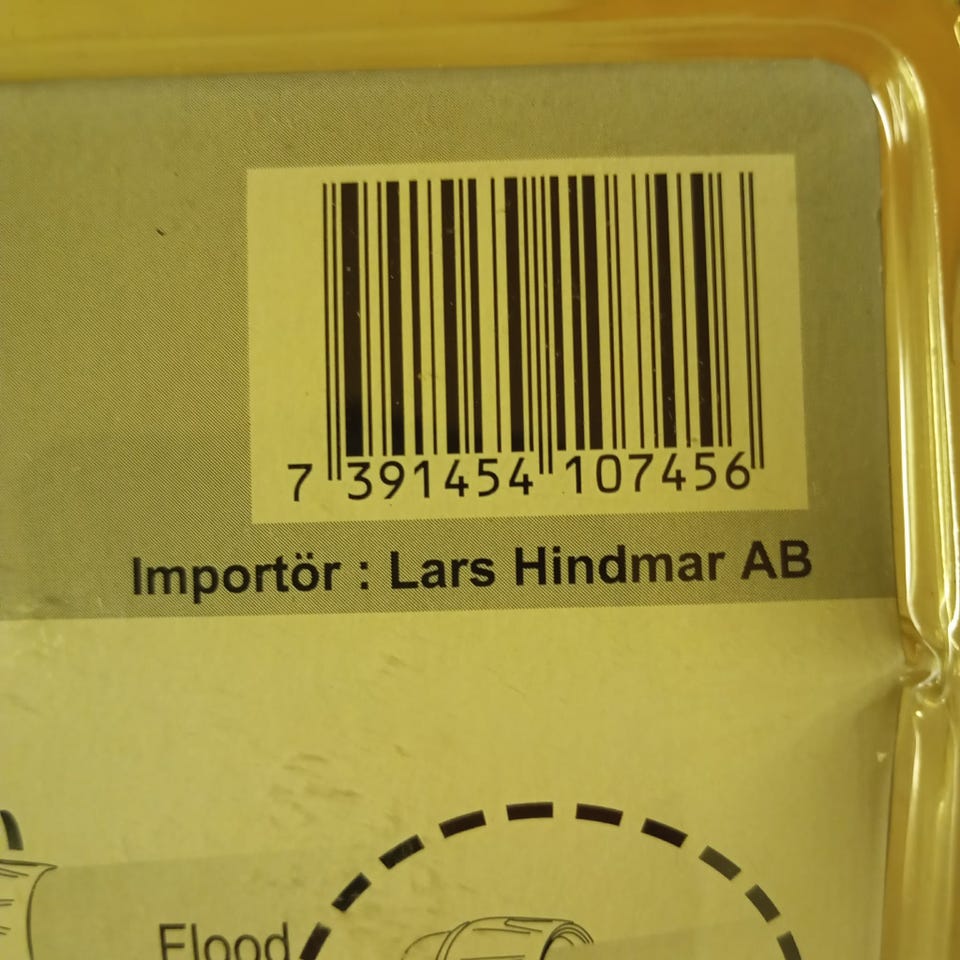 7 391454 107456
Importör : Lars Hindmar AB
Flood